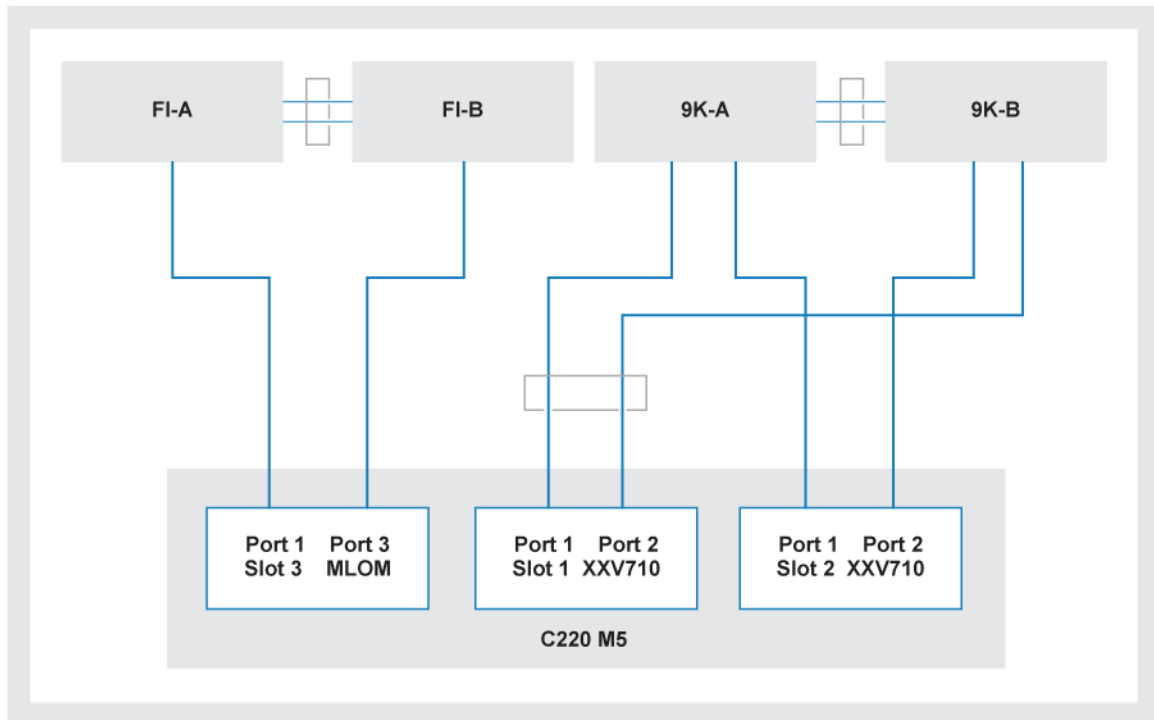 FI-A
FI-B
9K-A
9K-B
Port 1 Port 3
Slot 3 MLOM
Port 1 Port 2
Slot 1 XXV710
Port 1 Port 2
Slot 2 XXV710
C220 M5